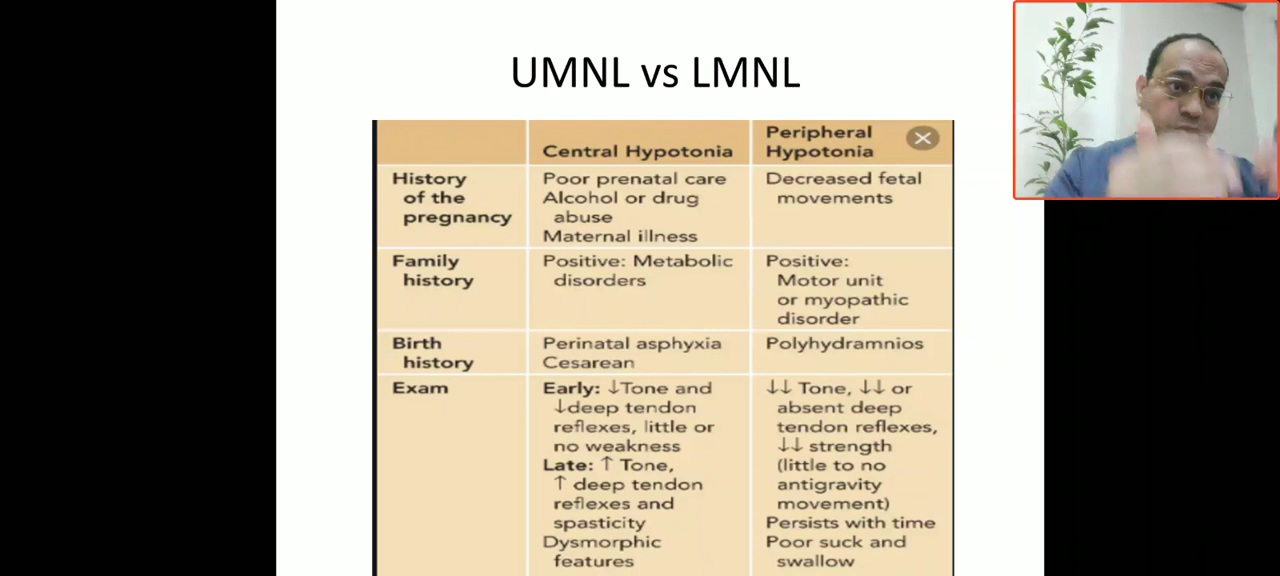 UMNL vs LMNL
Central Hypotonia
Peripheral
Hypotonia
History
of the
pregnancy
Poor prenatal care
Alcohol or drug
abuse
Maternal illness
Decreased fetal
movements
Family
history
Positive: Metabolic
disorders
Positive:
Motor unit
or myopathic
disorder
Birth
history
Perinatal asphyxia
Cesarean
Polyhydramnios
Exam
Early: ↓Tone and
↓deep tendon
reflexes, little or
no weakness
Late: ↑ Tone,
↑ deep tendon
reflexes and
spasticity
Dysmorphic
features
↓↓ Tone, ↓↓ or
absent deep
tendon reflexes,
↓↓ strength
(little to no
antigravity
movement)
Persists with time
Poor suck and
swallow